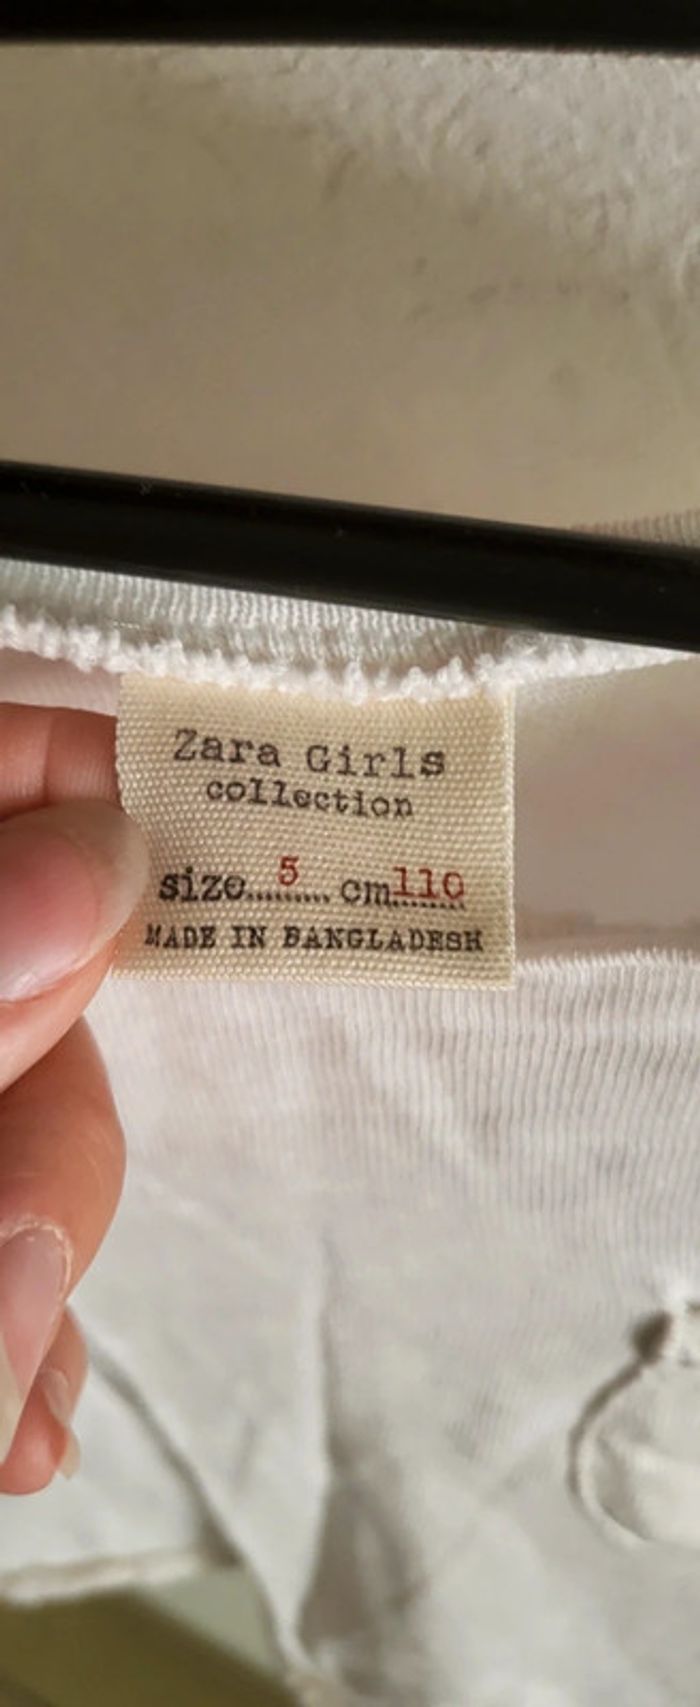 Zara Girls
collection
size.......5....... cm..110..
MADE IN BANGLADESH